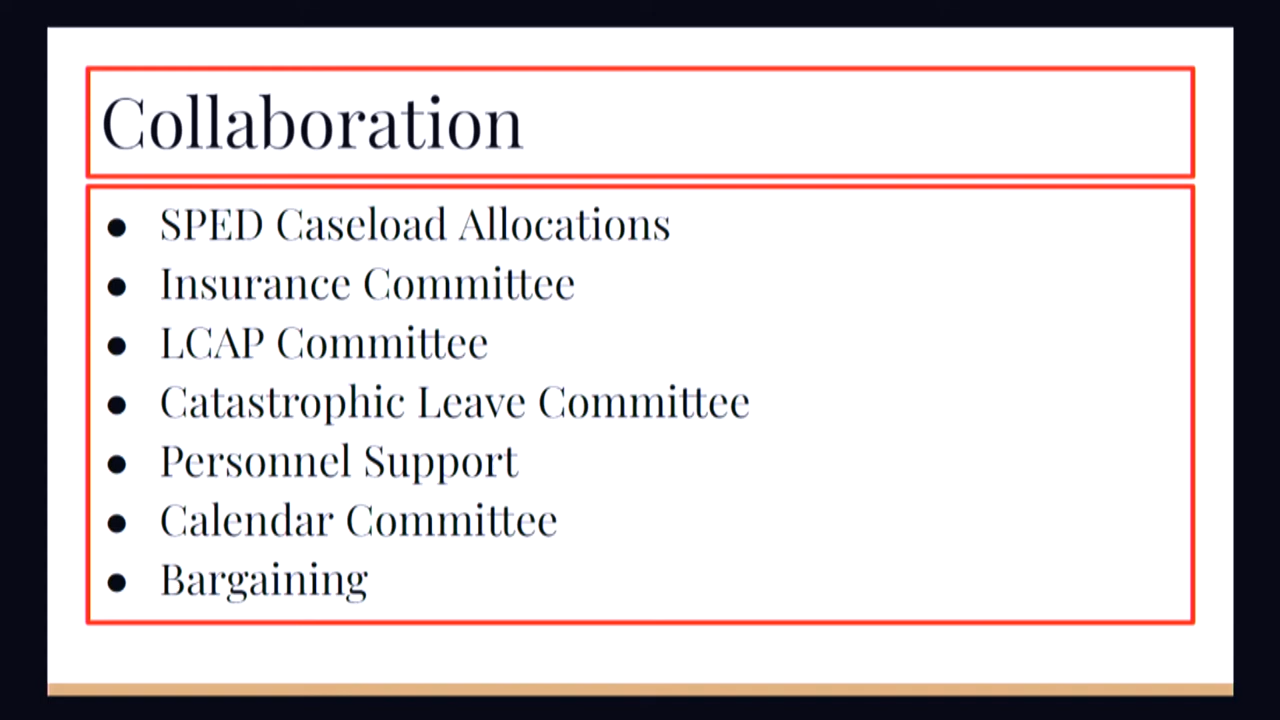 Collaboration
● SPED Caseload Allocations
● Insurance Committee
● LCAP Committee
● Catastrophic Leave Committee
● Personnel Support
● Calendar Committee
● Bargaining